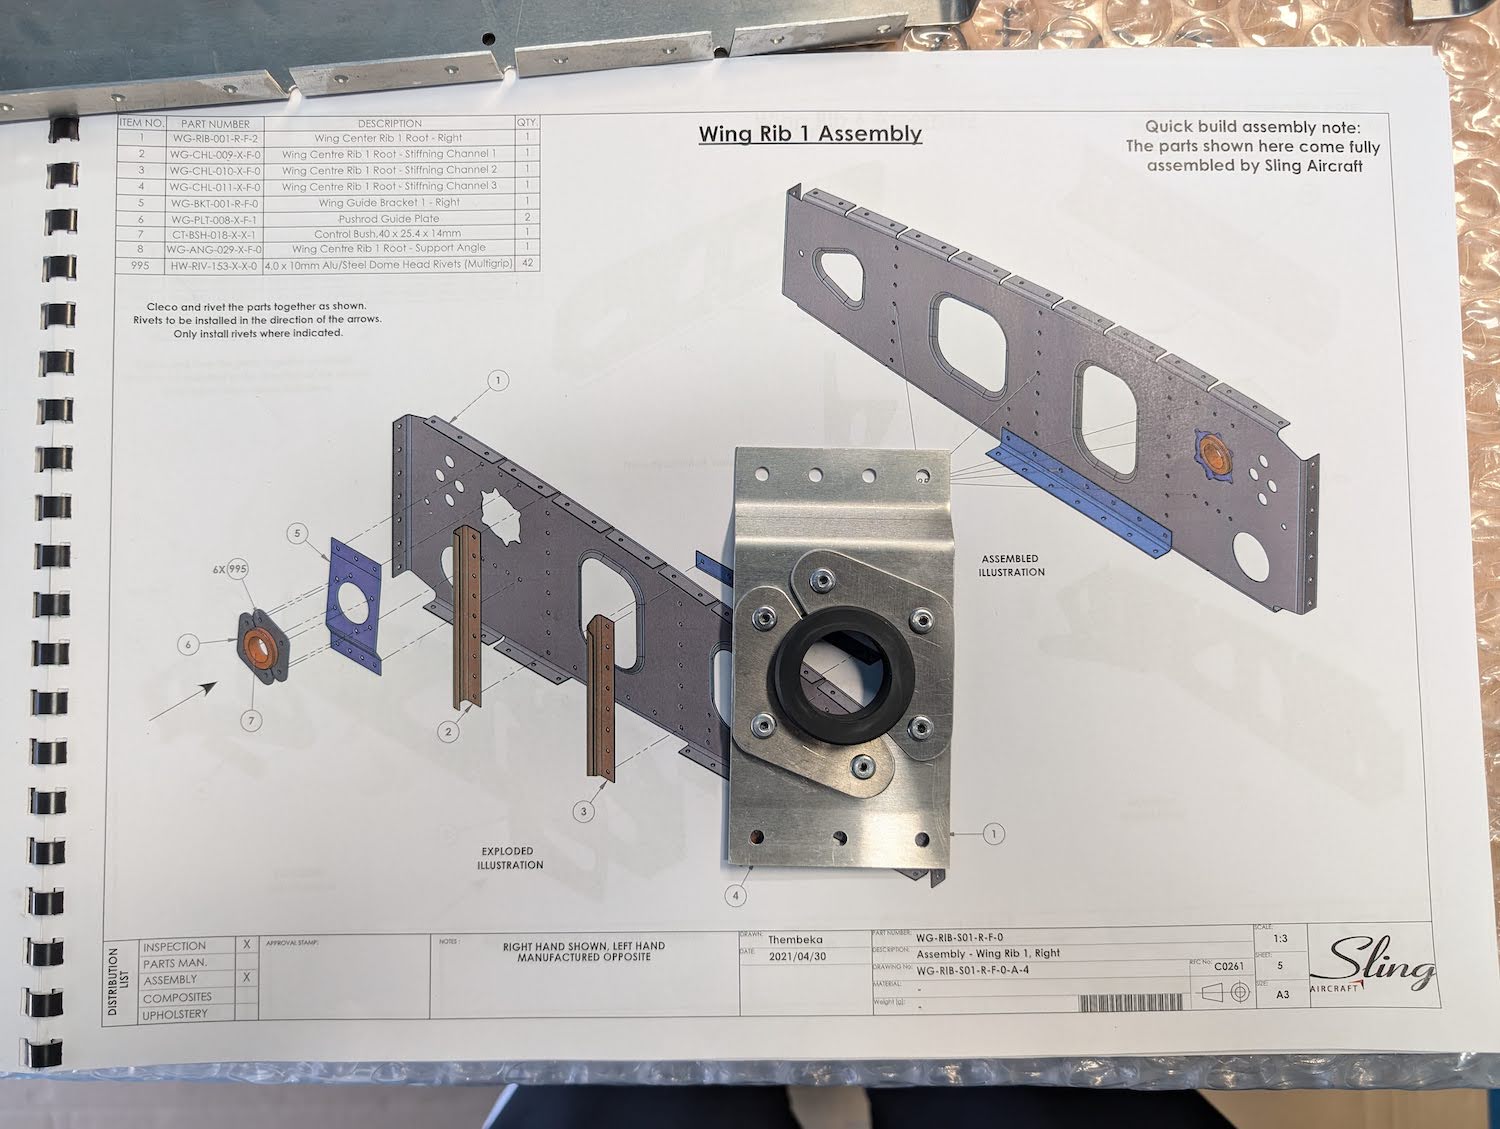 ITEM NO. PART NUMBER DESCRIPTION QTY.
1 WG-RIB-001-R-F-2 Wing Center Rib 1 Root - Right 1
2 WG-CHL-009-X-F-0 Wing Centre Rib 1 Root - Stiffning Channel 1 1
3 WG-CHL-010-X-F-0 Wing Centre Rib 1 Root - Stiffning Channel 2 1
4 WG-CHL-011-X-F-0 Wing Centre Rib 1 Root - Stiffning Channel 3 1
5 WG-BKT-001-R-F-0 Wing Guide Bracket 1 - Right 1
6 WG-PLT-008-X-F-1 Pushrod Guide Plate 2
7 CT-BSH-018-X-X-1 Control Bush,40 x 25.4 x 14mm 1
8 WG-ANG-029-X-F-0 Wing Centre Rib 1 Root - Support Angle 1
995 HW-RIV-153-X-X-0 4.0 x 10mm Alu/Steel Dome Head Rivets (Multigrip) 42
Wing Rib 1 Assembly
Quick build assembly note:
The parts shown here come fully
assembled by Sling Aircraft
Cleco and rivet the parts together as shown.
Rivets to be installed in the direction of the arrows.
Only install rivets where indicated.
1
5
6X 995
6
7
2
3
4
1
ASSEMBLED
ILLUSTRATION
EXPLODED
ILLUSTRATION
DISTRIBUTION
LIST
INSPECTION X
PARTS MAN.
ASSEMBLY X
COMPOSITES
UPHOLSTERY
APPROVAL STAMP:
NOTES :
RIGHT HAND SHOWN, LEFT HAND
MANUFACTURED OPPOSITE
DRAWN: Thembeka
DATE: 2021/04/30
PART NUMBER: WG-RIB-S01-R-F-0
DESCRIPTION: Assembly - Wing Rib 1, Right
DRAWING No: WG-RIB-S01-R-F-0-A-4
MATERIAL: -
Weight (g): -
RFC No: C0261
SCALE: 1:3
SHEET: 5
SIZE: A3
Sling
AIRCRAFT